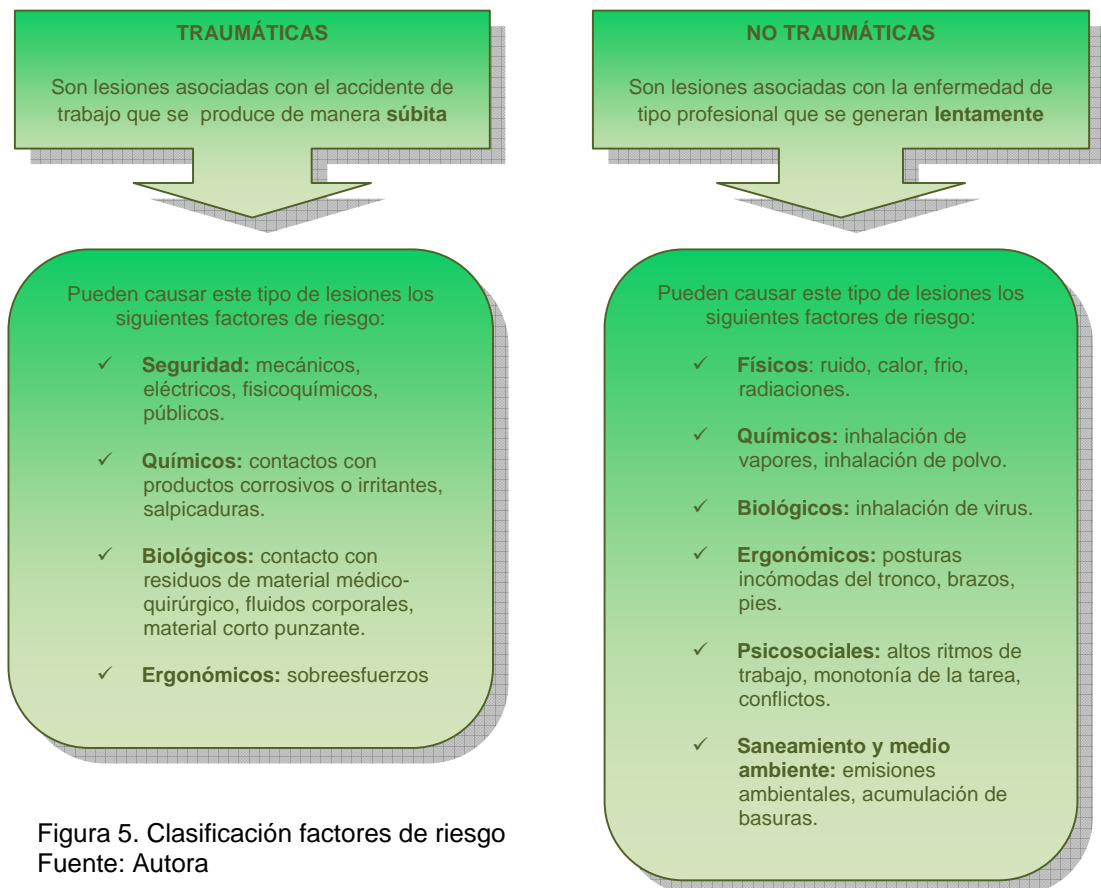 TRAUMÁTICAS
Son lesiones asociadas con el accidente de
trabajo que se produce de manera súbita
Pueden causar este tipo de lesiones los
siguientes factores de riesgo:
✓ Seguridad: mecánicos,
eléctricos, fisicoquímicos,
públicos.
✓ Químicos: contactos con
productos corrosivos o irritantes,
salpicaduras.
✓ Biológicos: contacto con
residuos de material médico-
quirúrgico, fluidos corporales,
material corto punzante.
✓ Ergonómicos: sobreesfuerzos
NO TRAUMÁTICAS
Son lesiones asociadas con la enfermedad de
tipo profesional que se generan lentamente
Pueden causar este tipo de lesiones los
siguientes factores de riesgo:
✓ Físicos: ruido, calor, frio,
radiaciones.
✓ Químicos: inhalación de
vapores, inhalación de polvo.
✓ Biológicos: inhalación de virus.
✓ Ergonómicos: posturas
incómodas del tronco, brazos,
pies.
✓ Psicosociales: altos ritmos de
trabajo, monotonía de la tarea,
conflictos.
✓ Saneamiento y medio
ambiente: emisiones
ambientales, acumulación de
basuras.
Figura 5. Clasificación factores de riesgo
Fuente: Autora